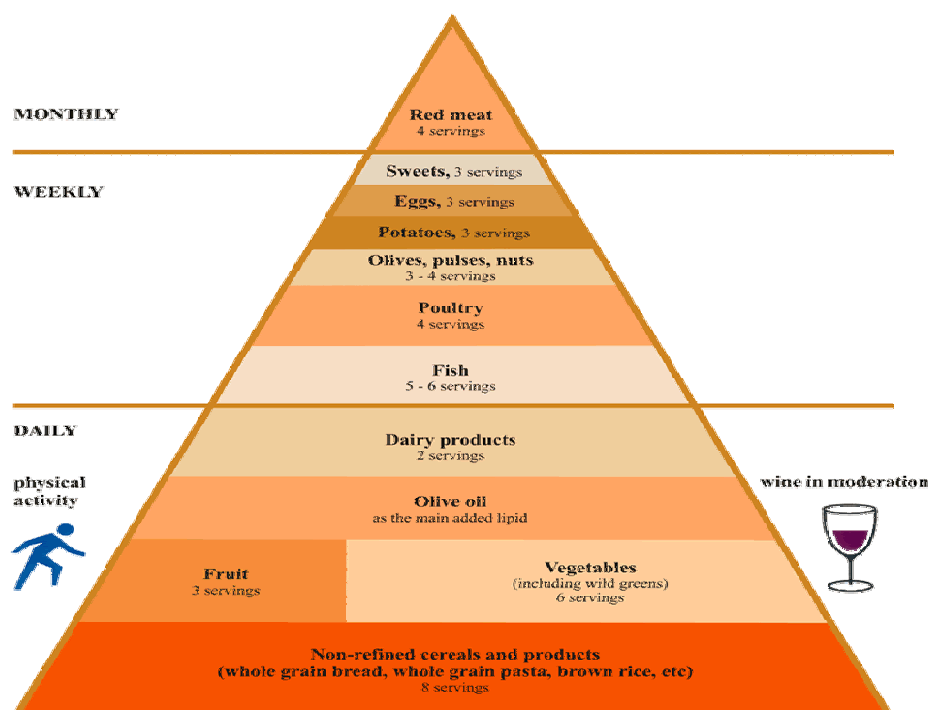 MONTHLY
Red meat
4 servings
WEEKLY
Sweets, 3 servings
Eggs, 3 servings
Potatoes, 3 servings
Olives, pulses, nuts
3 - 4 servings
Poultry
4 servings
Fish
5 - 6 servings
DAILY
Dairy products
2 servings
physical
activity
wine in moderation
Olive oil
as the main added lipid
Fruit
3 servings
Vegetables
(including wild greens)
6 servings
Non-refined cereals and products
(whole grain bread, whole grain pasta, brown rice, etc)
8 servings